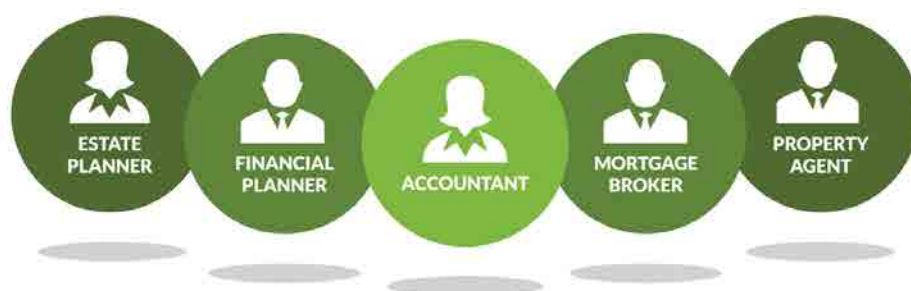 ESTATE
PLANNER
FINANCIAL
PLANNER
ACCOUNTANT
MORTGAGE
BROKER
PROPERTY
AGENT